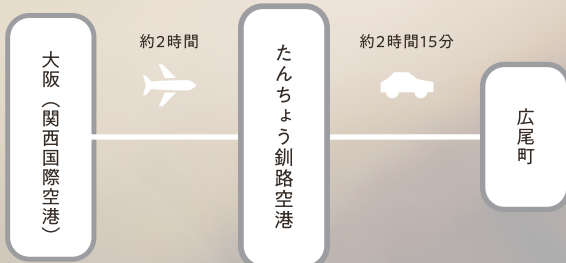 大阪（関西国際空港）
約2時間
たんちょう釧路空港
約2時間15分
広尾町